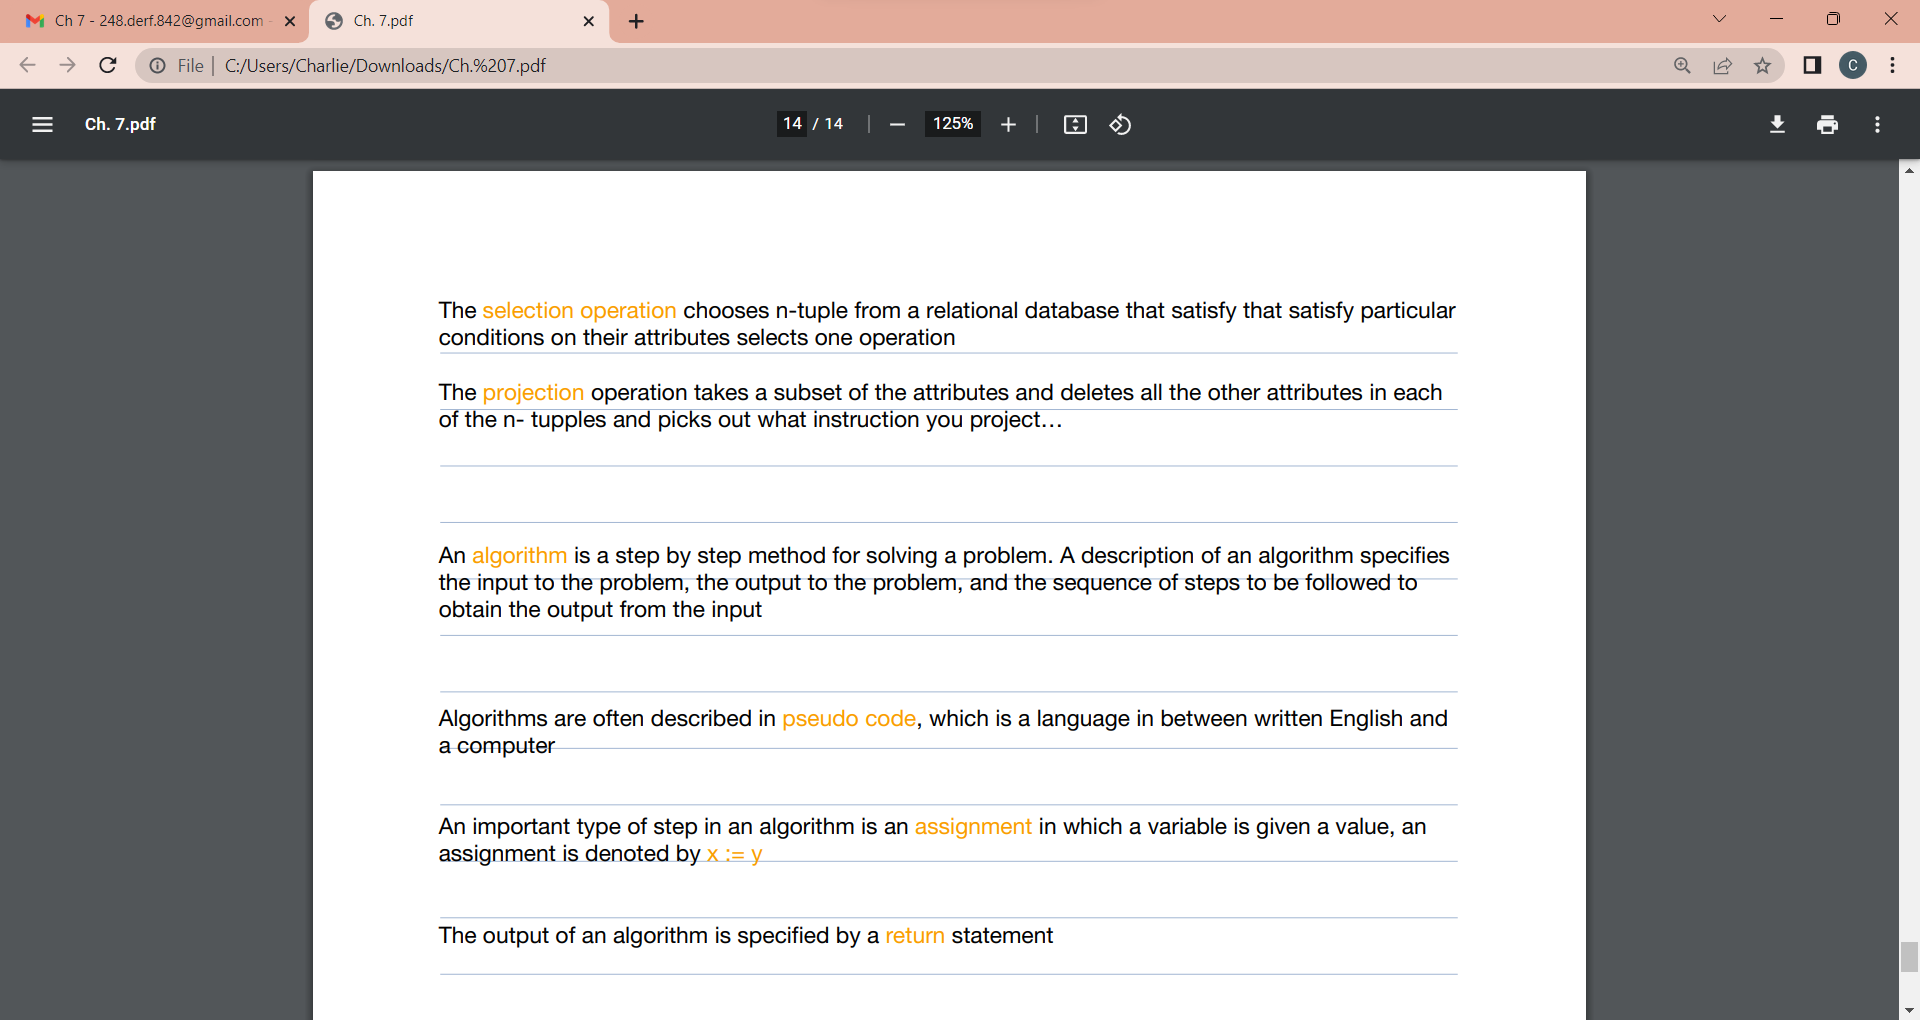 Ch 7 - 248.derf.842@gmail.com -
Ch. 7.pdf
File
C:/Users/Charlie/Downloads/Ch.%207.pdf
C
Ch. 7.pdf
14 / 14
125%
The selection operation chooses n-tuple from a relational database that satisfy that satisfy particular
conditions on their attributes selects one operation
The projection operation takes a subset of the attributes and deletes all the other attributes in each
of the n- tupples and picks out what instruction you project…
An algorithm is a step by step method for solving a problem. A description of an algorithm specifies
the input to the problem, the output to the problem, and the sequence of steps to be followed to
obtain the output from the input
Algorithms are often described in pseudo code, which is a language in between written English and
a computer
An important type of step in an algorithm is an assignment in which a variable is given a value, an
assignment is denoted by x := y
The output of an algorithm is specified by a return statement